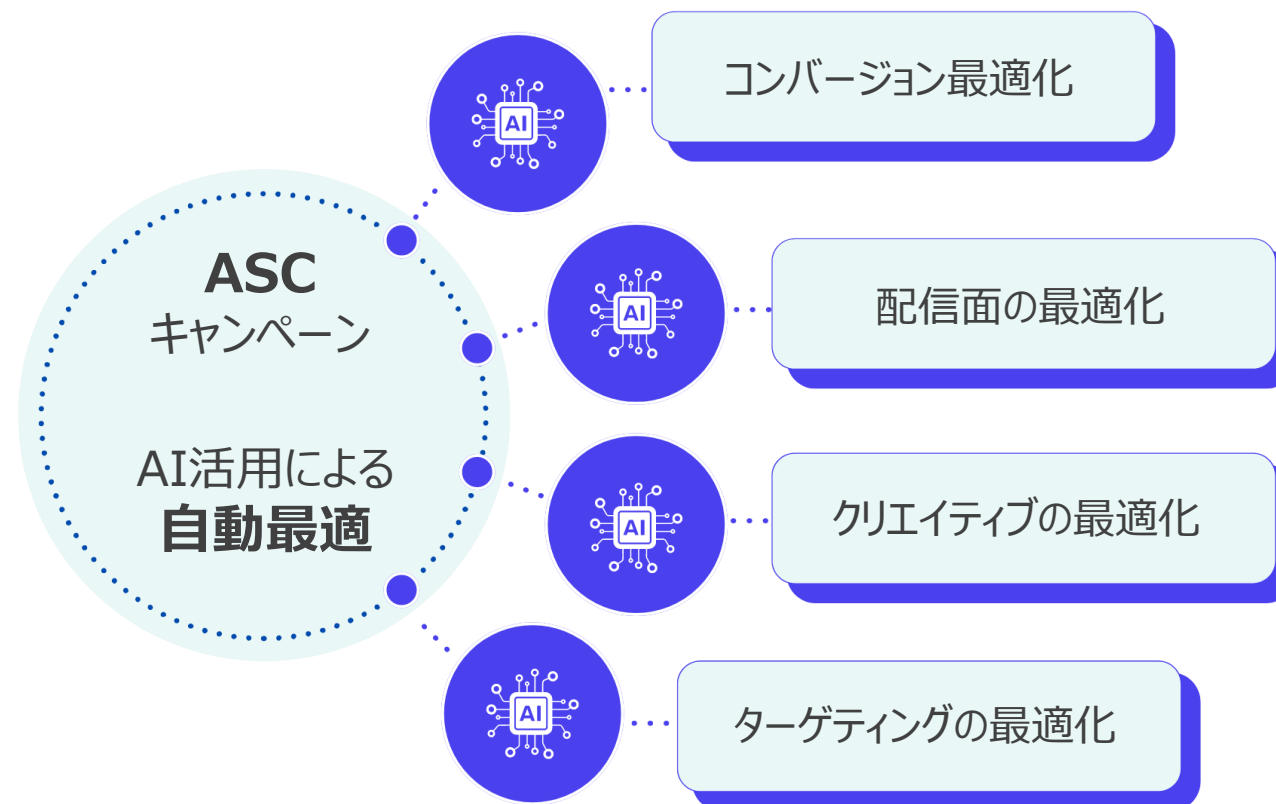 ASC
キャンペーン
AI活用による
自動最適
AI
コンバージョン最適化
AI
配信面の最適化
AI
クリエイティブの最適化
AI
ターゲティングの最適化